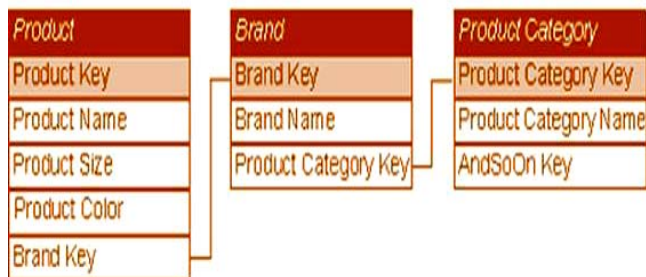 Product
Product Key
Product Name
Product Size
Product Color
Brand Key
Brand
Brand Key
Brand Name
Product Category Key
Product Category
Product Category Key
Product Category Name
AndSoOn Key